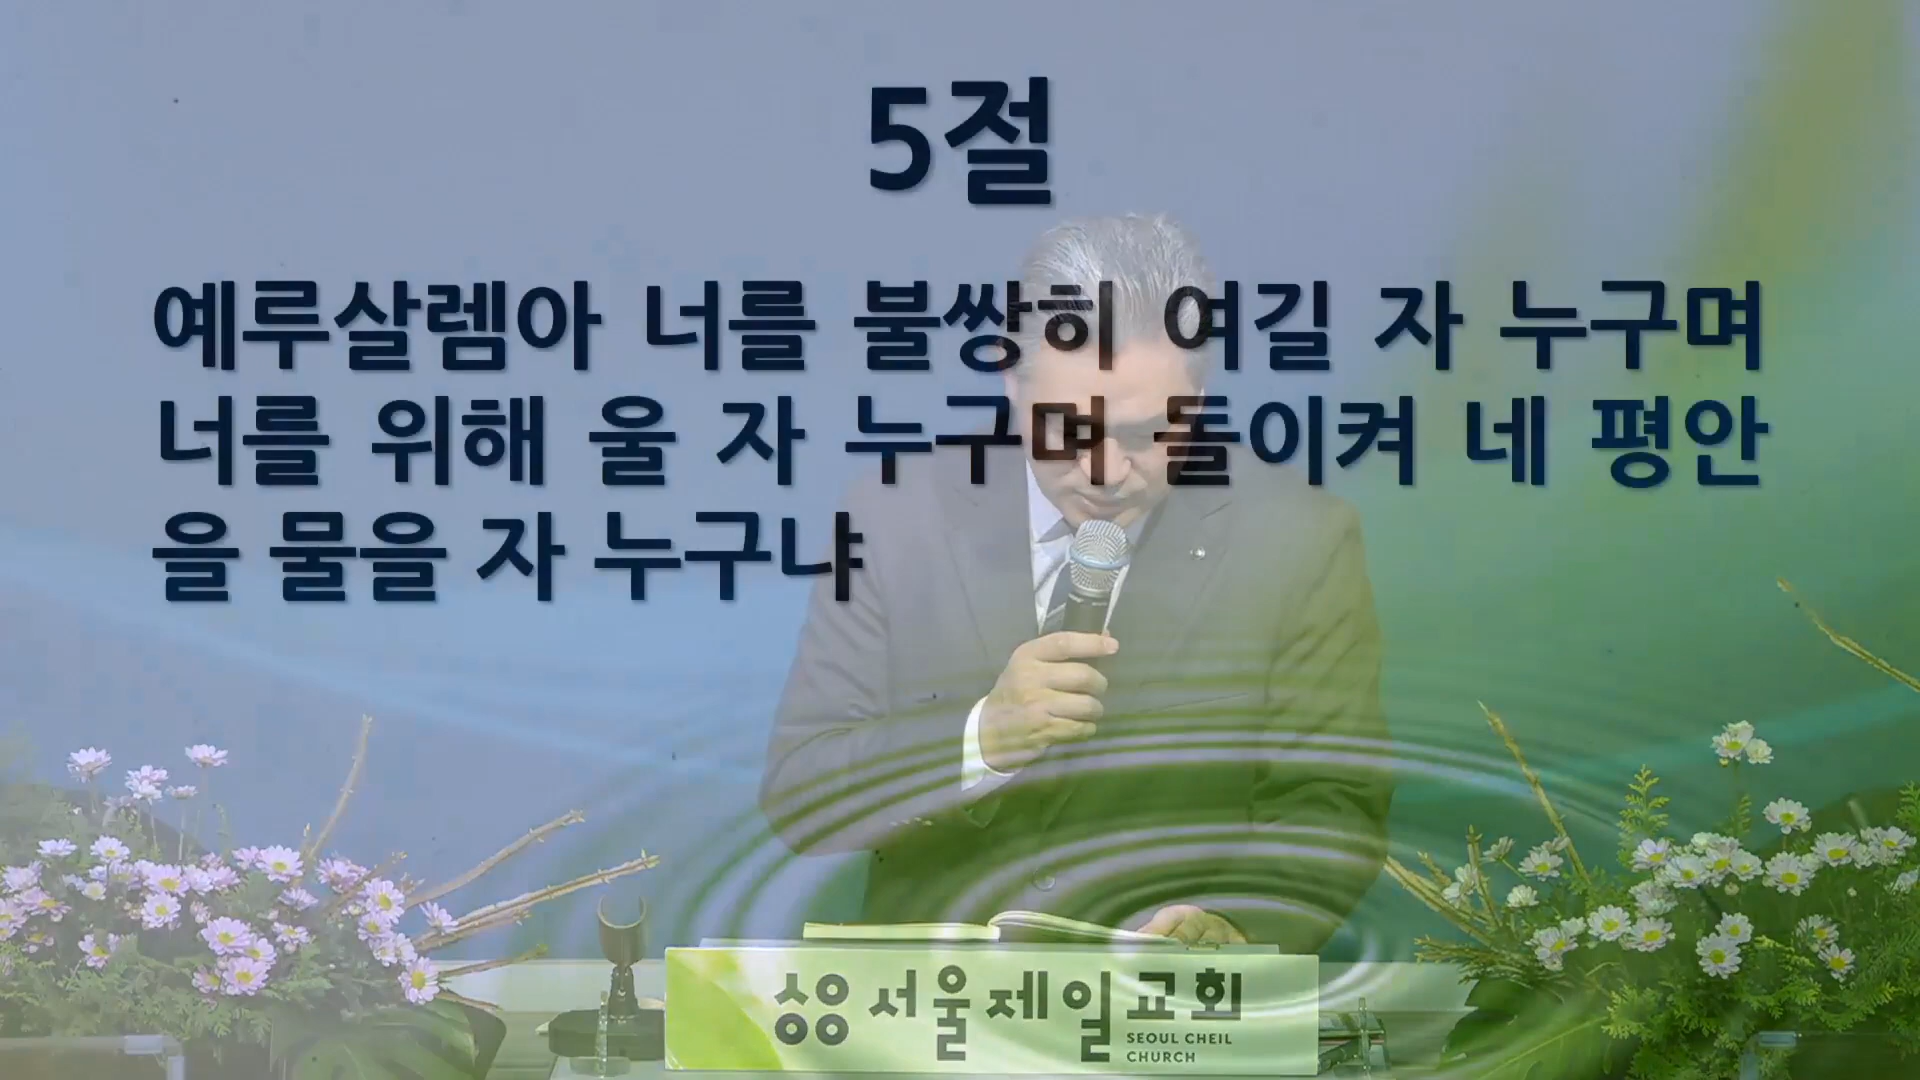 5절
예루살렘아 너를 불쌍히 여길 자 누구며
너를 위해 울 자 누구며 돌이켜 네 평안
을 물을 자 누구냐
서울제일교회
SEOUL CHEIL
CHURCH